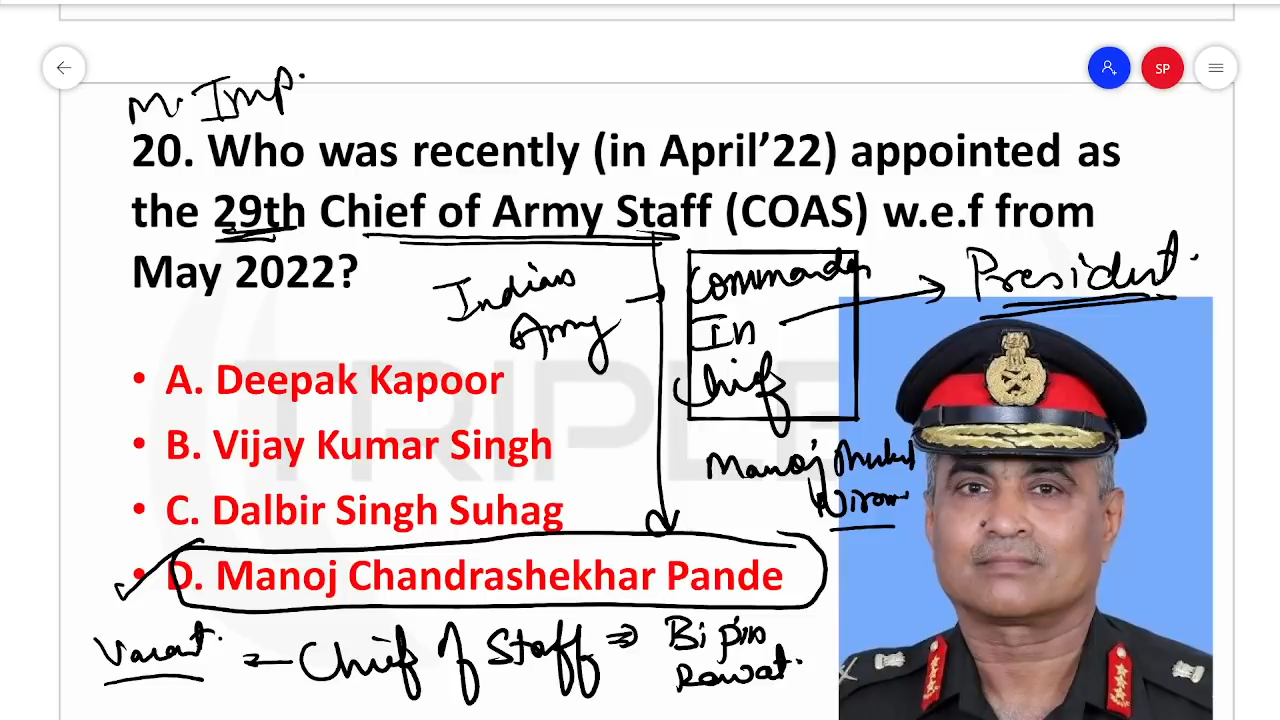 SP
M. Imp.
20. Who was recently (in April’22) appointed as
the 29th Chief of Army Staff (COAS) w.e.f from
May 2022?
Indian
Army
Commander
In
Chief
President.
• A. Deepak Kapoor
• B. Vijay Kumar Singh
• C. Dalbir Singh Suhag
Manoj
• D. Manoj Chandrashekhar Pande
Vacant. – Chief of Staff ⇒ Bipin
Rawat.
TRIPLE